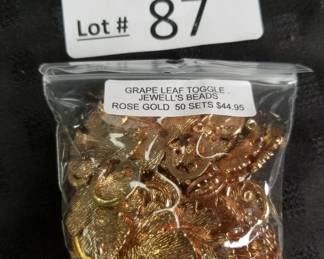 Lot # 87
GRAPE LEAF TOGGLE .
JEWELL'S BEADS
ROSE GOLD 50 SETS $44.95